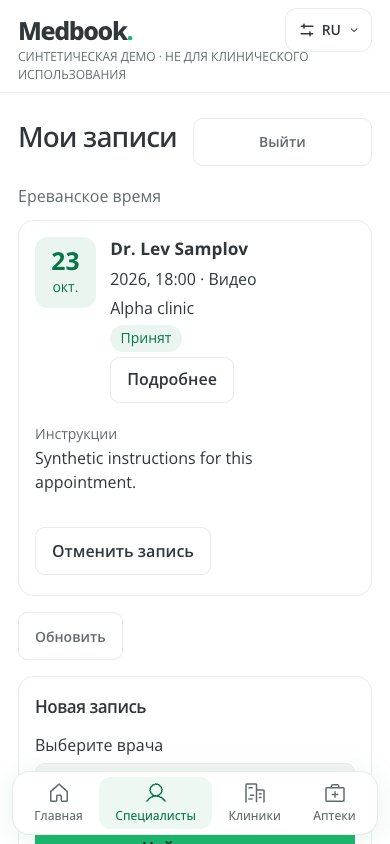 Medbook.
RU
СИНТЕТИЧЕСКАЯ ДЕМО · НЕ ДЛЯ КЛИНИЧЕСКОГО
ИСПОЛЬЗОВАНИЯ
Мои записи
Выйти
Ереванское время
23
окт.
Dr. Lev Samplov
2026, 18:00 · Видео
Alpha clinic
Принят
Подробнее
Инструкции
Synthetic instructions for this
appointment.
Отменить запись
Обновить
Новая запись
Выберите врача
Главная
Специалисты
Клиники
Аптеки